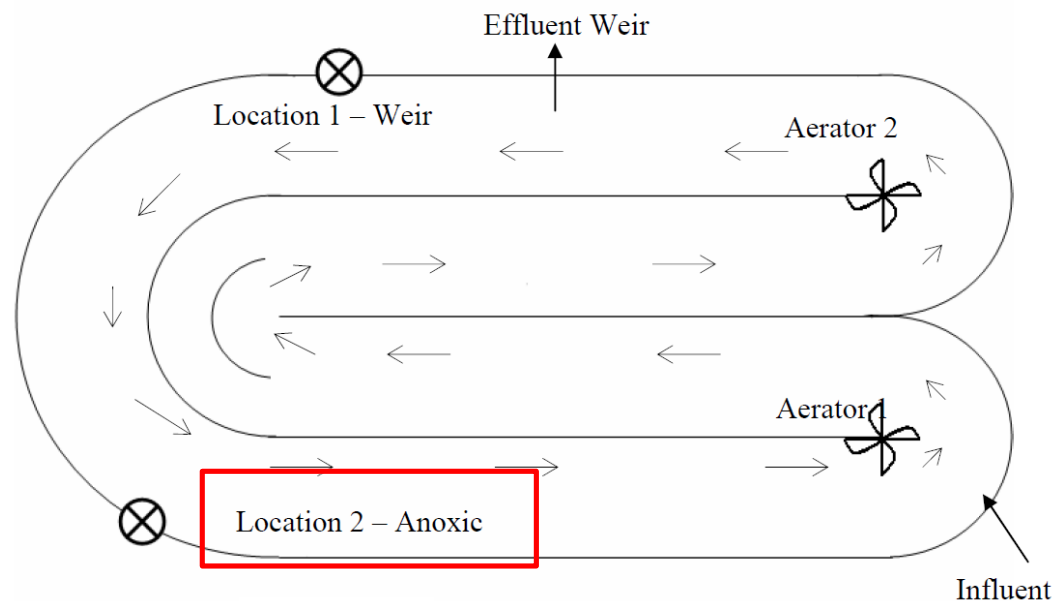 Effluent Weir
Location 1 – Weir
Aerator 2
Aerator 1
Location 2 – Anoxic
Influent